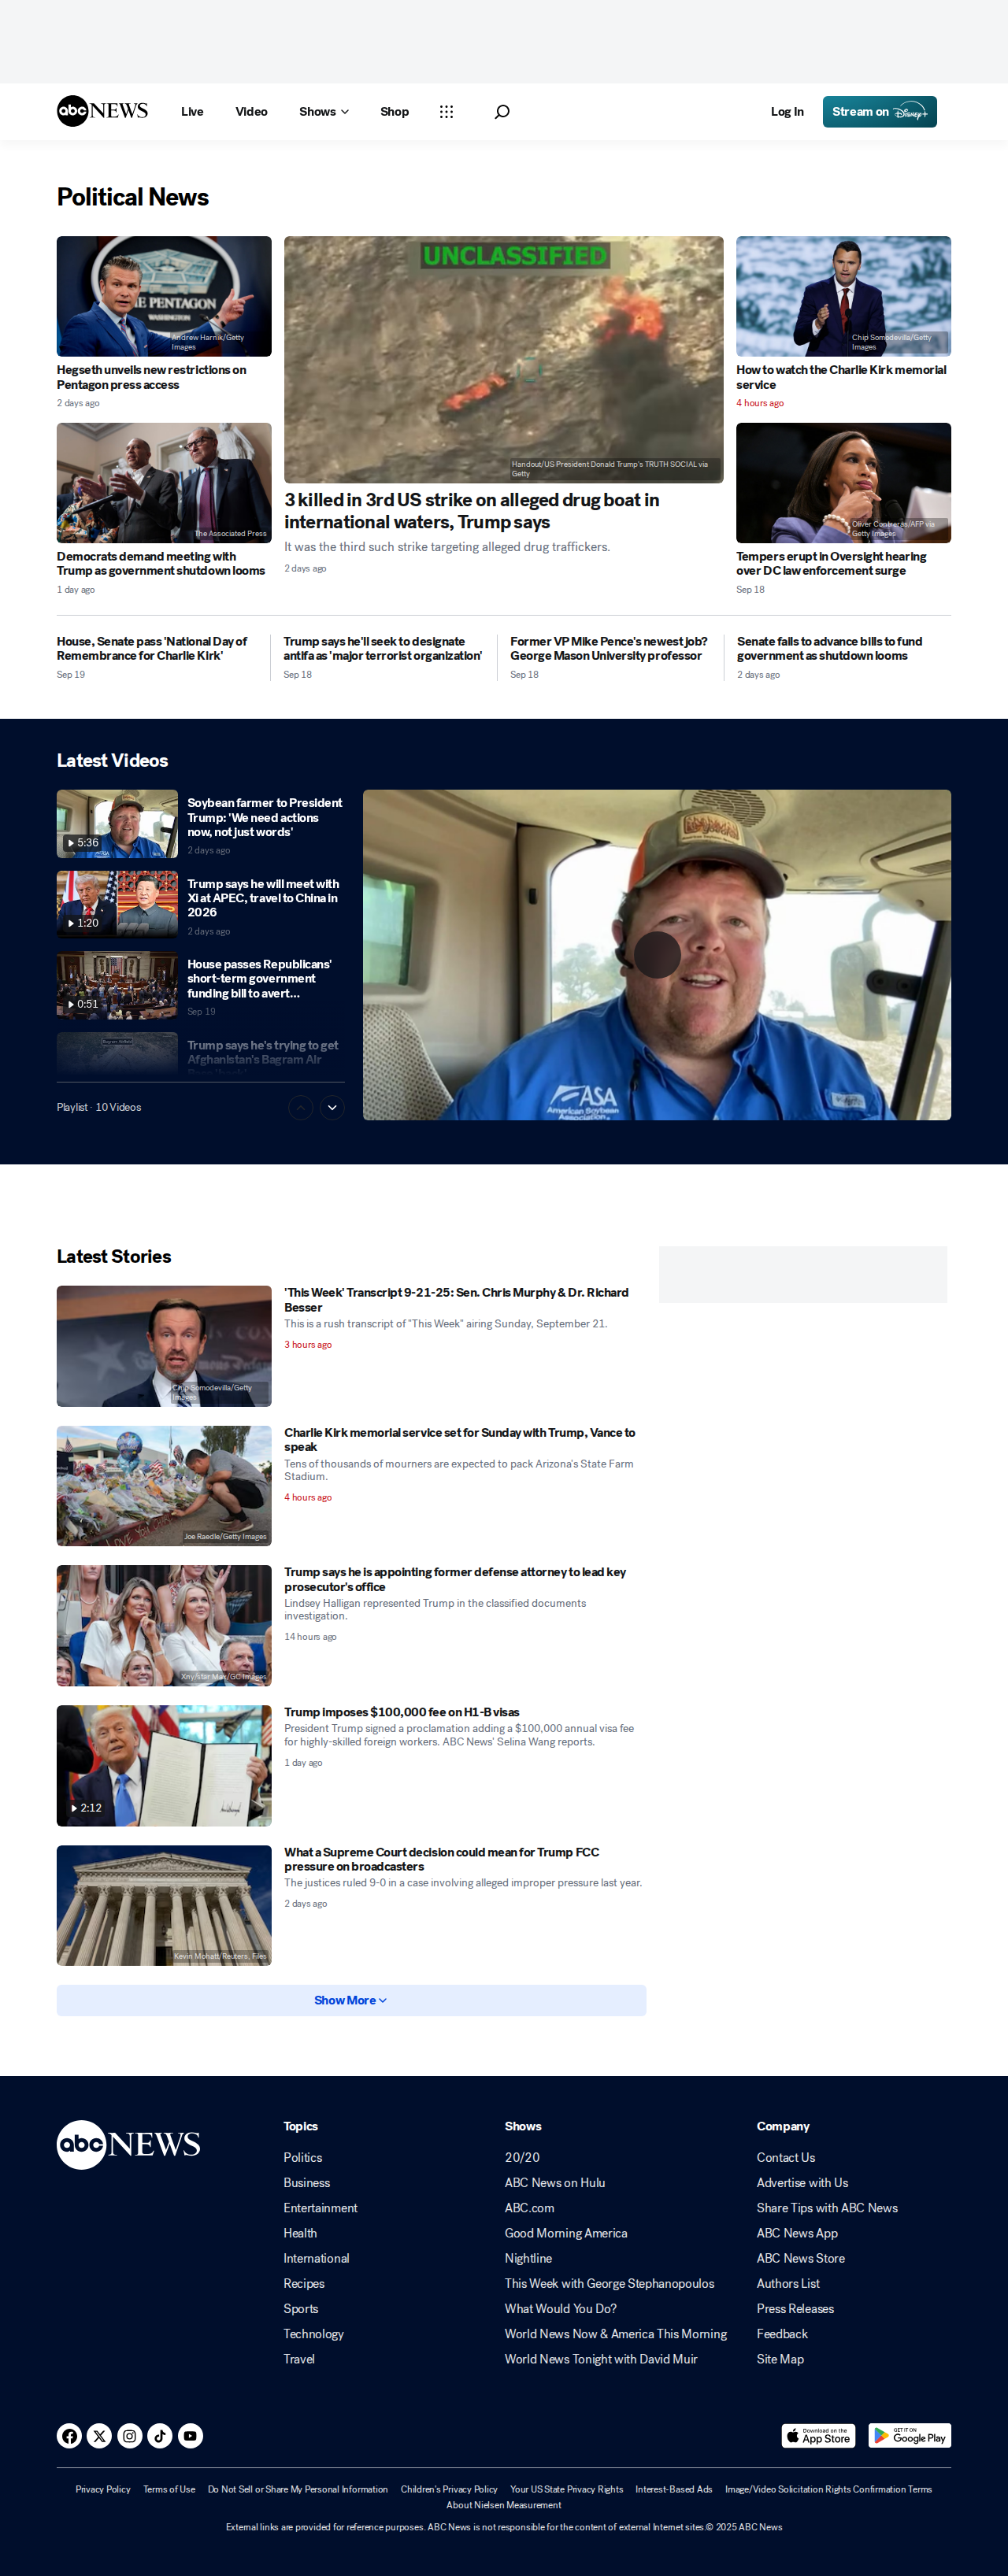 abc NEWS
Live
Video
Shows
Shop
Log In
Stream on Disney+
Political News
THE PENTAGON
WASHINGTON
Andrew Harnik/Getty
Images
Hegseth unveils new restrictions on
Pentagon press access
2 days ago
The Associated Press
Democrats demand meeting with
Trump as government shutdown looms
1 day ago
UNCLASSIFIED
Handout/US President Donald Trump's TRUTH SOCIAL via
Getty
3 killed in 3rd US strike on alleged drug boat in
international waters, Trump says
It was the third such strike targeting alleged drug traffickers.
2 days ago
Chip Somodevilla/Getty
Images
How to watch the Charlie Kirk memorial
service
4 hours ago
Oliver Contreras/AFP via
Getty Images
Tempers erupt in Oversight hearing
over DC law enforcement surge
Sep 18
House, Senate pass 'National Day of
Remembrance for Charlie Kirk'
Sep 19
Trump says he'll seek to designate
antifa as 'major terrorist organization'
Sep 18
Former VP Mike Pence's newest job?
George Mason University professor
Sep 18
Senate fails to advance bills to fund
government as shutdown looms
2 days ago
Latest Videos
5:36
Soybean farmer to President
Trump: 'We need actions
now, not just words'
2 days ago
1:20
Trump says he will meet with
Xi at APEC, travel to China in
2026
2 days ago
0:51
House passes Republicans'
short-term government
funding bill to avert...
Sep 19
Trump says he's trying to get
Afghanistan's Bagram Air
Playlist · 10 Videos
ASA
American Soybean
Association
Latest Stories
Chip Somodevilla/Getty
Images
'This Week' Transcript 9-21-25: Sen. Chris Murphy & Dr. Richard
Besser
This is a rush transcript of "This Week" airing Sunday, September 21.
3 hours ago
Joe Raedle/Getty Images
Charlie Kirk memorial service set for Sunday with Trump, Vance to
speak
Tens of thousands of mourners are expected to pack Arizona's State Farm
Stadium.
4 hours ago
Xny/star Max/GC Images
Trump says he is appointing former defense attorney to lead key
prosecutor's office
Lindsey Halligan represented Trump in the classified documents
investigation.
14 hours ago
2:12
Trump imposes $100,000 fee on H1-B visas
President Trump signed a proclamation adding a $100,000 annual visa fee
for highly-skilled foreign workers. ABC News' Selina Wang reports.
1 day ago
Kevin Mohatt/Reuters, Files
What a Supreme Court decision could mean for Trump FCC
pressure on broadcasters
The justices ruled 9-0 in a case involving alleged improper pressure last year.
2 days ago
Show More
abc NEWS
Topics
Politics
Business
Entertainment
Health
International
Recipes
Sports
Technology
Travel
Shows
20/20
ABC News on Hulu
ABC.com
Good Morning America
Nightline
This Week with George Stephanopoulos
What Would You Do?
World News Now & America This Morning
World News Tonight with David Muir
Company
Contact Us
Advertise with Us
Share Tips with ABC News
ABC News App
ABC News Store
Authors List
Press Releases
Feedback
Site Map
Download on the
App Store
GET IT ON
Google Play
Privacy Policy
Terms of Use
Do Not Sell or Share My Personal Information
Children's Privacy Policy
Your US State Privacy Rights
Interest-Based Ads
Image/Video Solicitation Rights Confirmation Terms
About Nielsen Measurement
External links are provided for reference purposes. ABC News is not responsible for the content of external Internet sites.© 2025 ABC News